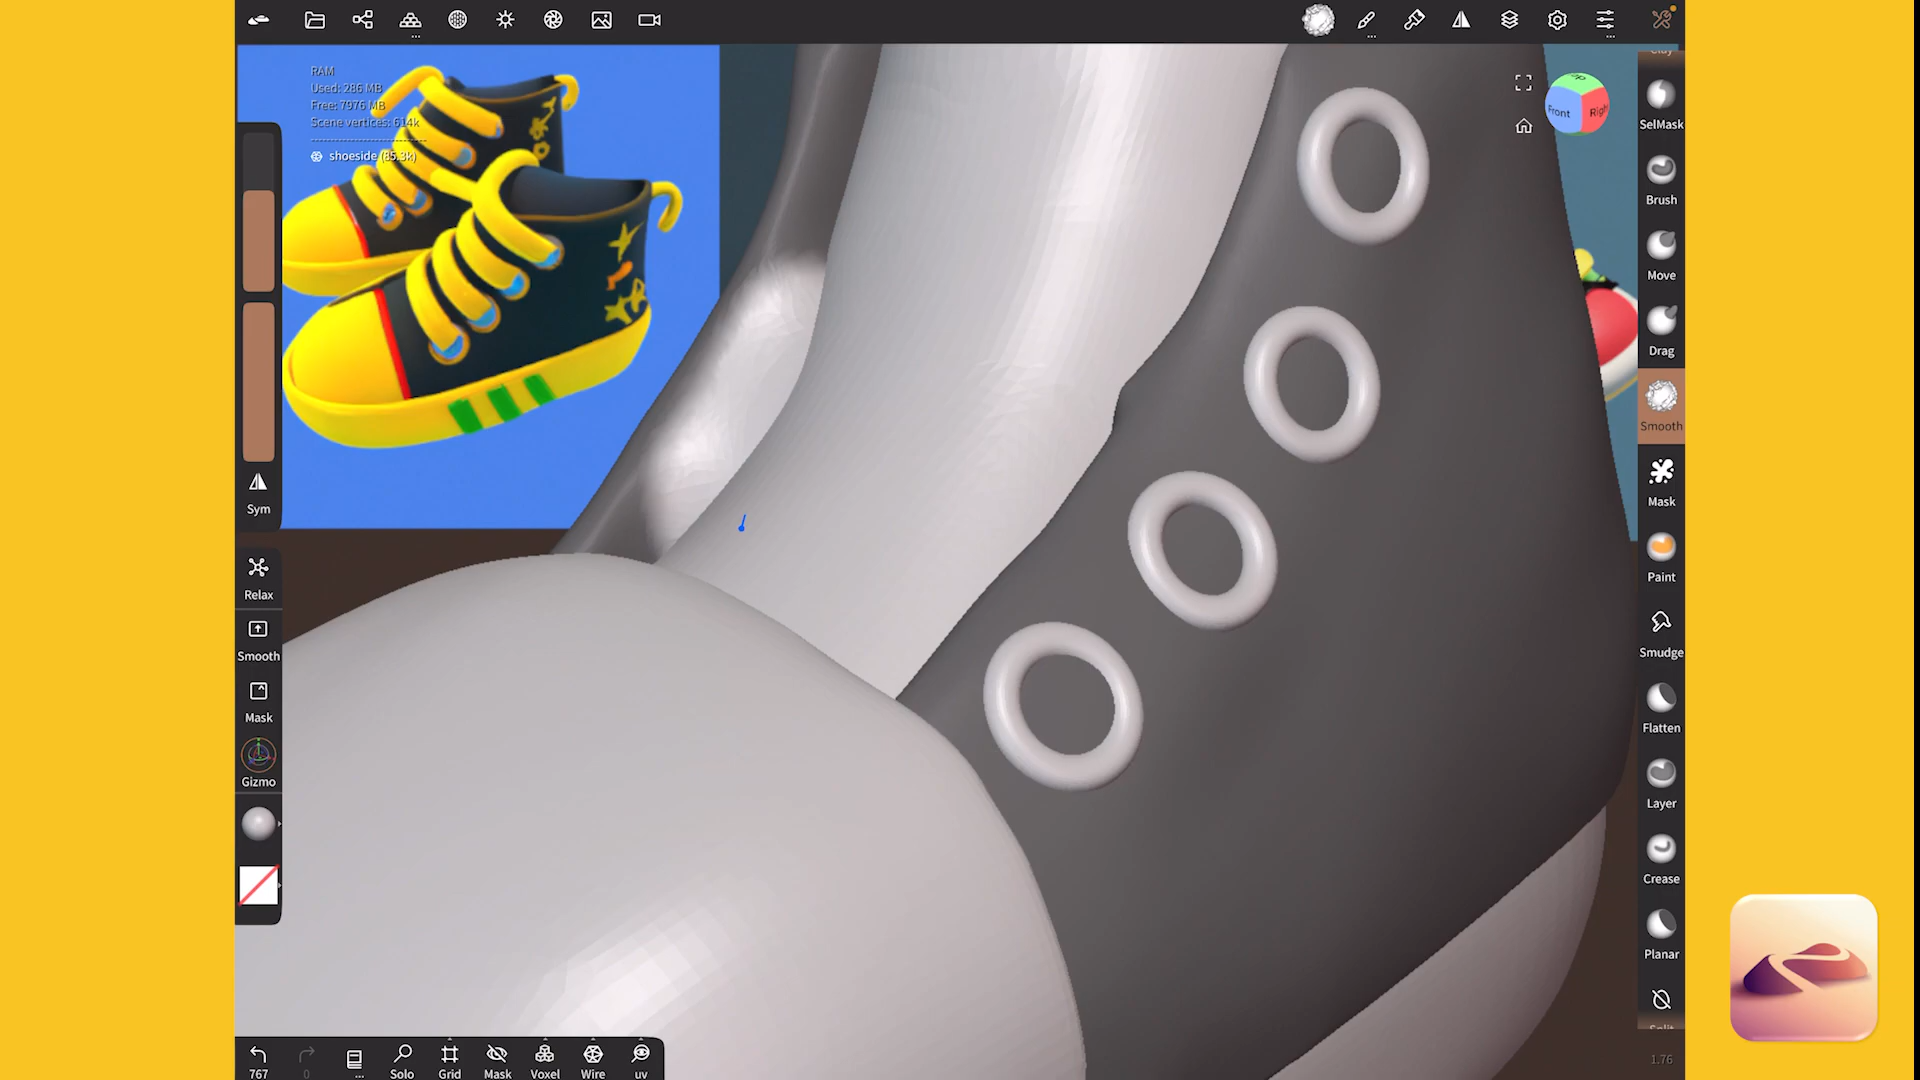 RAM
Used: 286 MB
Free: 7976 MB
Scene vertices: 614k
shoeside (85.3k)
Sym
Relax
Smooth
Mask
Gizmo
767
0
Solo
Grid
Mask
Voxel
Wire
uv
Front
Clay
SelMask
Brush
Move
Drag
Smooth
Mask
Paint
Smudge
Flatten
Layer
Crease
Planar
Split
1.76